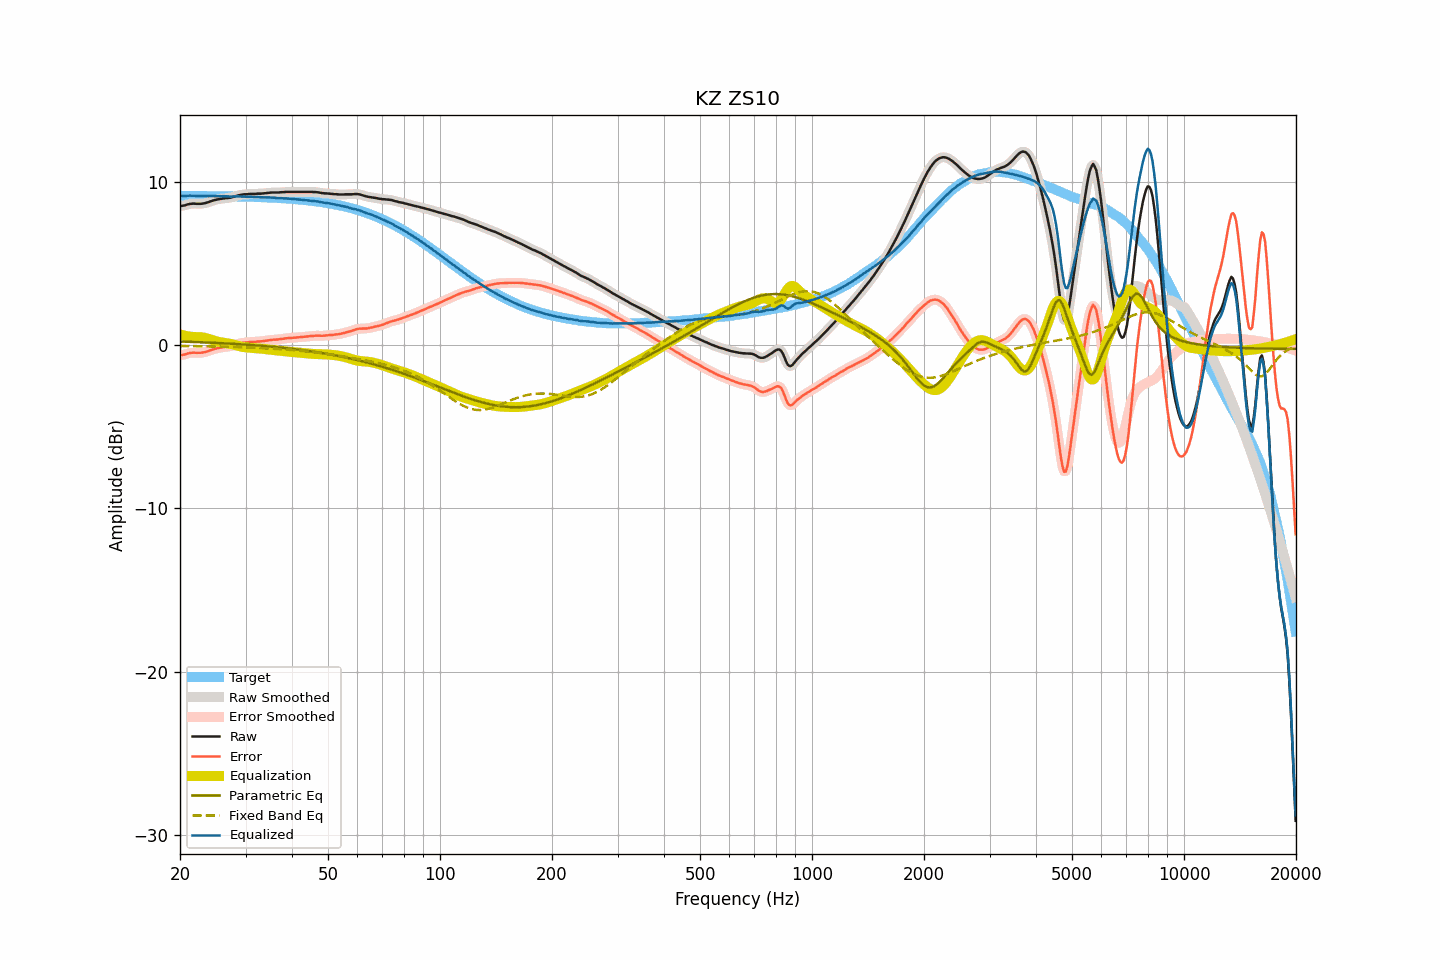 KZ ZS10
Amplitude (dBr)
10
0
−10
−20
−30
Target
Raw Smoothed
Error Smoothed
Raw
Error
Equalization
Parametric Eq
Fixed Band Eq
Equalized
20 50 100 200 500 1000 2000 5000 10000 20000
Frequency (Hz)